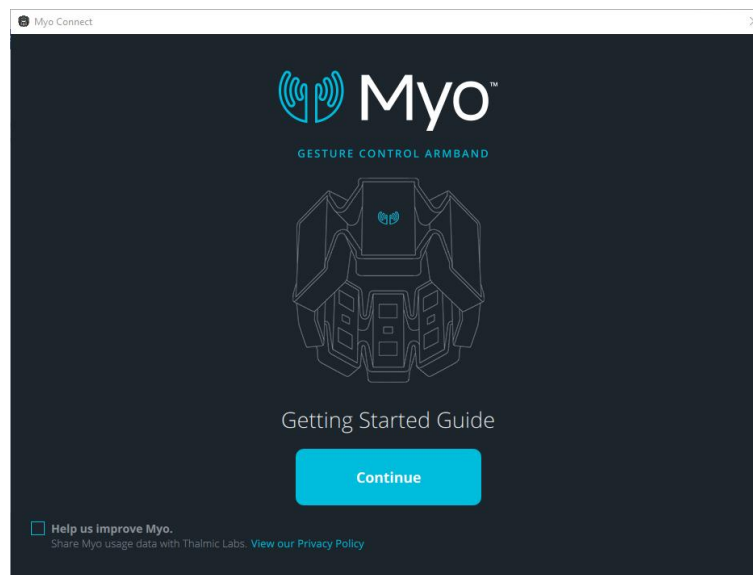 Myo Connect
Myo™
GESTURE CONTROL ARMBAND
Getting Started Guide
Continue
Help us improve Myo.
Share Myo usage data with Thalmic Labs. View our Privacy Policy